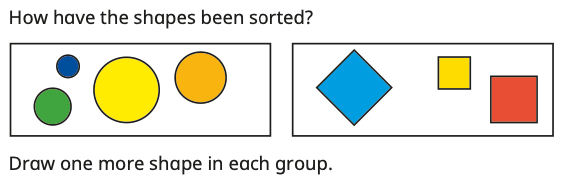 How have the shapes been sorted?
Draw one more shape in each group.